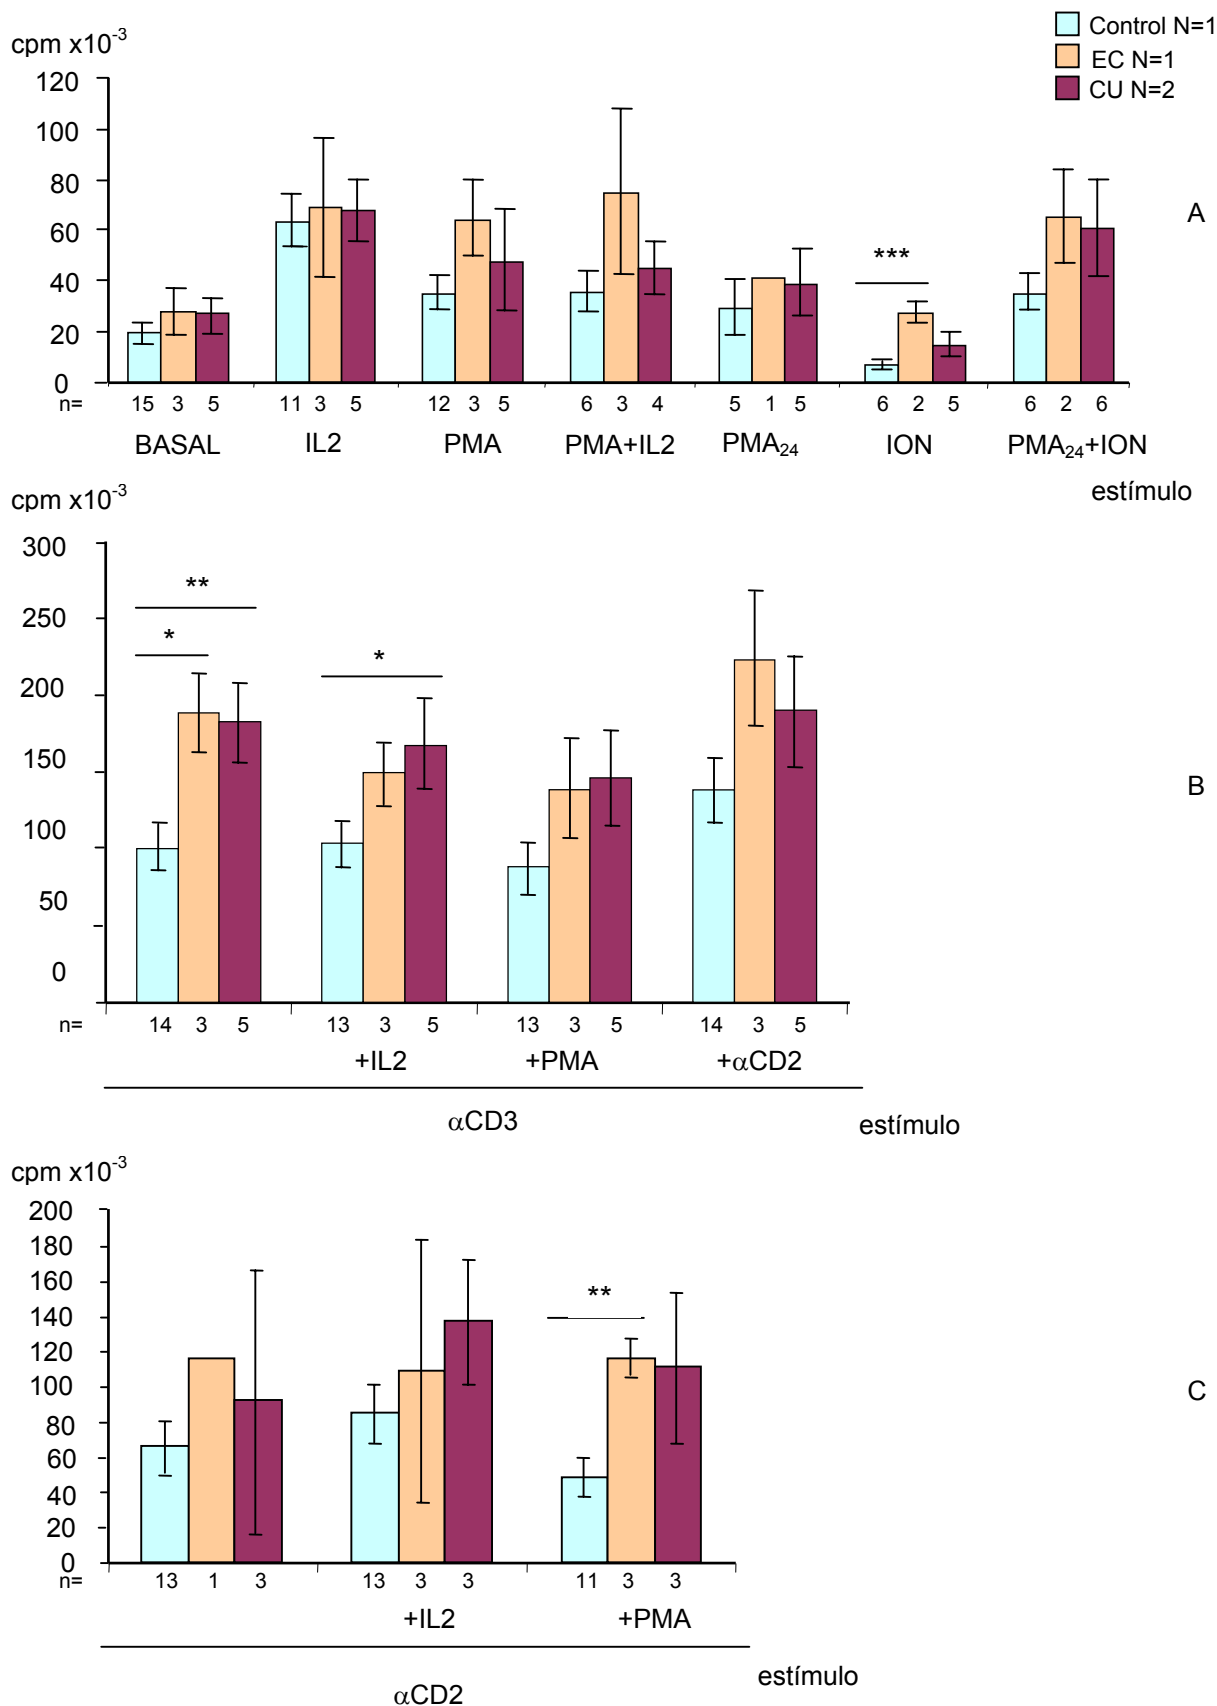 Control N=1
EC N=1
CU N=2
cpm x10-3
120
100
80
60
40
20
0
A
***
n= 15 3 5 11 3 5 12 3 5 6 3 4 5 1 5 6 2 5 6 2 6
BASAL IL2 PMA PMA+IL2 PMA24 ION PMA24+ION
estímulo
cpm x10-3
300
250
200
150
100
50
0
B
**
*
*
n= 14 3 5 13 3 5 13 3 5 14 3 5
+IL2 +PMA +αCD2
αCD3
estímulo
cpm x10-3
200
180
160
140
120
100
80
60
40
20
0
C
**
n= 13 1 3 13 3 3 11 3 3
+IL2 +PMA
αCD2
estímulo